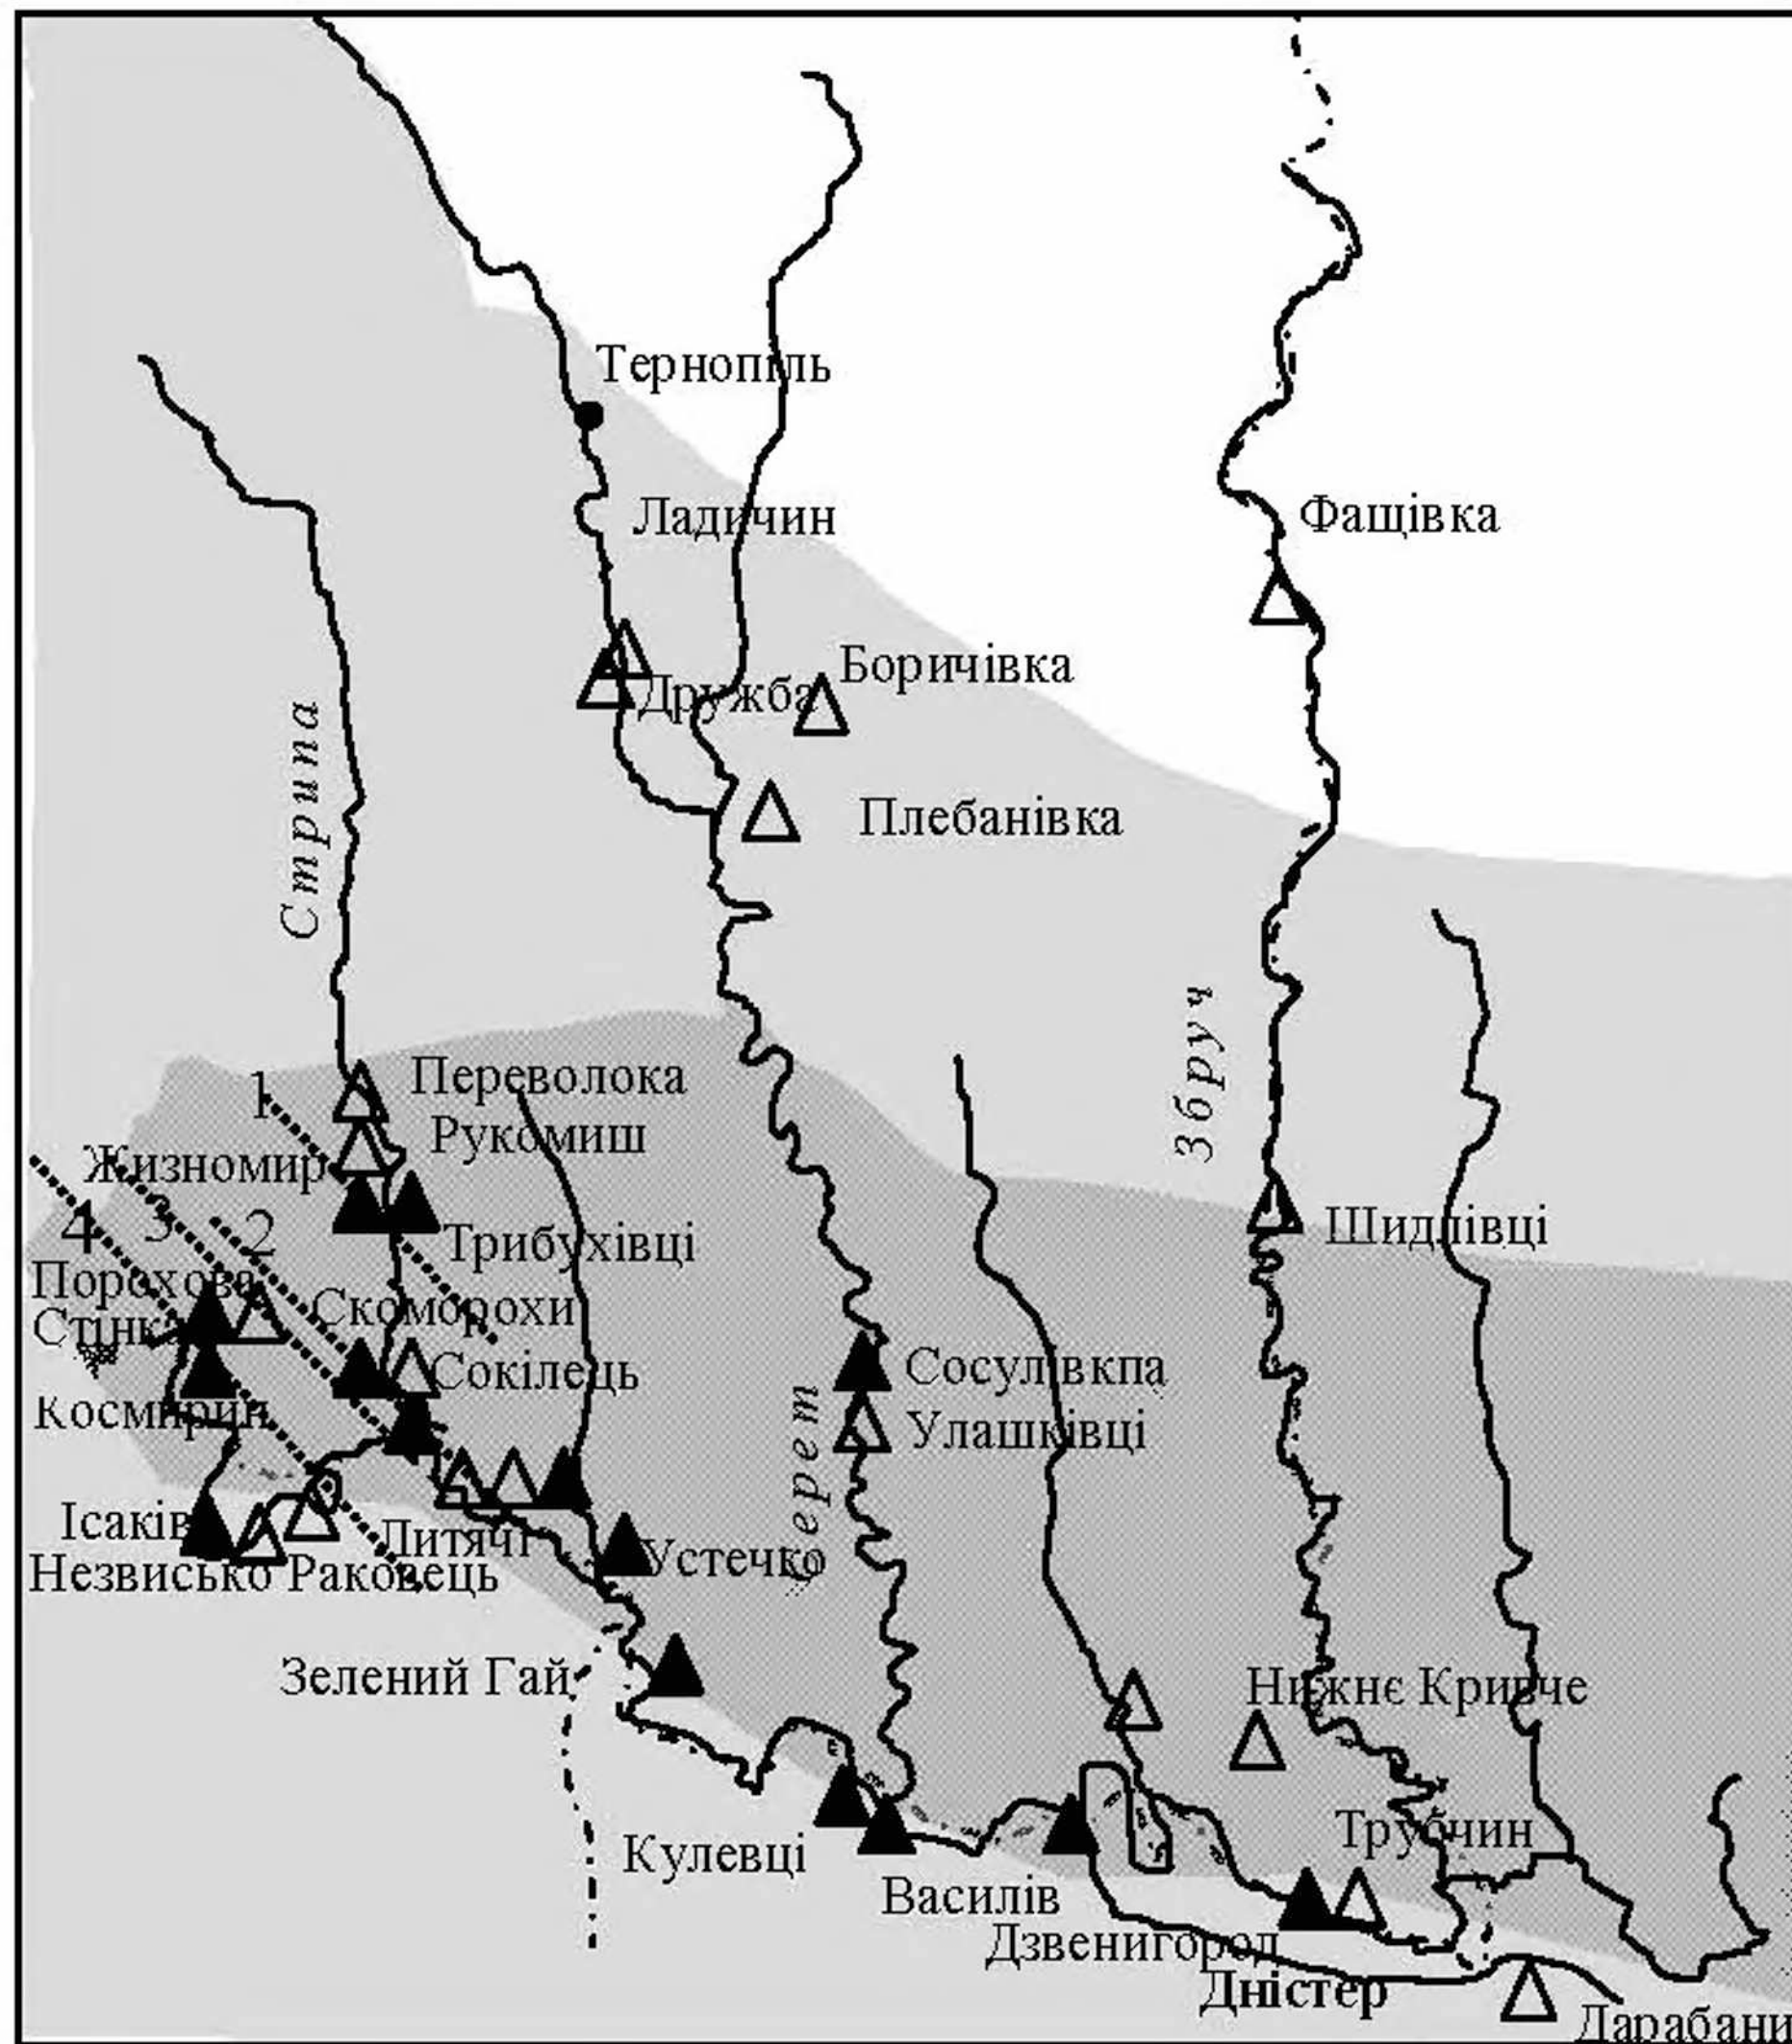 Тернопіль
Ладичин
Фащівка
Боричівка
Дружба
Стрипа
Плебанівка
Збруч
Переволока
1
Рукомиш
Жизномир
4
3
2
Трибухівці
Шидлівці
Порохова
Скоморохи
Стінка
Сокілець
Сосулівкпа
Космирин
Улашківці
Серет
Ісаків
Литячі
Устечко
Незвисько
Раковець
Зелений Гай
Нижнє Кривче
Трубчин
Кулевці
Василів
Дзвенигород
Дністер
Дарабани